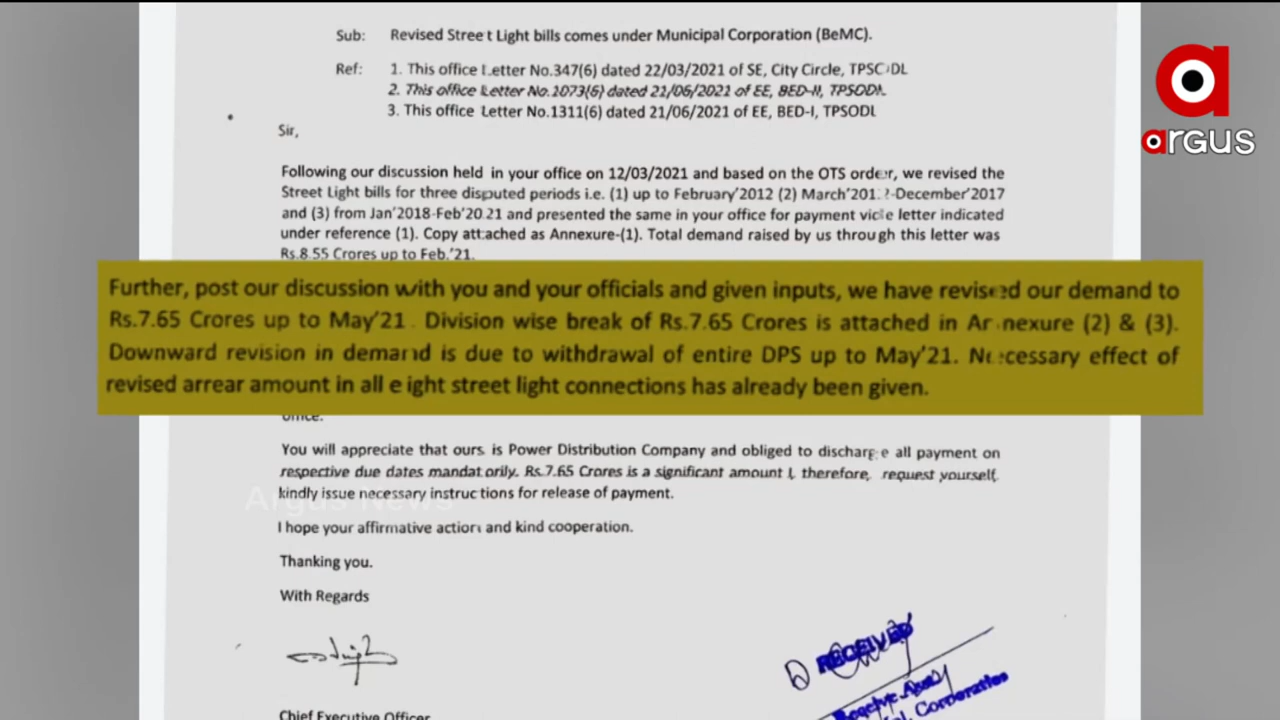 Sub: Revised Street Light bills comes under Municipal Corporation (BeMC).
Ref: 1. This office Letter No.347(6) dated 22/03/2021 of SE, City Circle, TPSODL
2. This office Letter No.1073(6) dated 21/06/2021 of EE, BED-II, TPSODL
3. This office Letter No.1311(6) dated 21/06/2021 of EE, BED-I, TPSODL
argus
Sir,
Following our discussion held in your office on 12/03/2021 and based on the OTS order, we revised the
Street Light bills for three disputed periods i.e. (1) up to February'2012 (2) March'2012-December'2017
and (3) from Jan'2018-Feb'2021 and presented the same in your office for payment vide letter indicated
under reference (1). Copy attached as Annexure-(1). Total demand raised by us through this letter was
Rs.8.55 Crores up to Feb.'21.
Further, post our discussion with you and your officials and given inputs, we have revised our demand to
Rs.7.65 Crores up to May'21. Division wise break of Rs.7.65 Crores is attached in Annexure (2) & (3).
Downward revision in demand is due to withdrawal of entire DPS up to May'21. Necessary effect of
revised arrear amount in all eight street light connections has already been given.
office.
You will appreciate that ours is Power Distribution Company and obliged to discharge all payment on
respective due dates mandatorily. Rs.7.65 Crores is a significant amount & therefore, request yourself,
kindly issue necessary instructions for release of payment.
Argus News
I hope your affirmative action and kind cooperation.
Thanking you.
With Regards
RECEIVED
Chief Executive Officer
Corporation